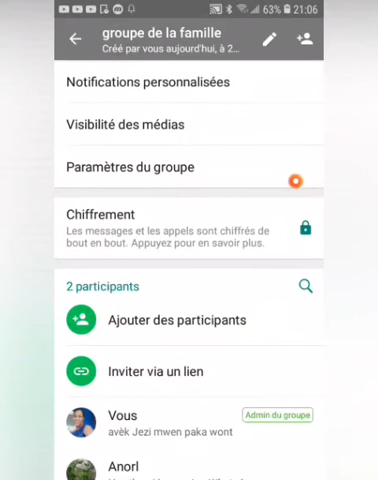 63% 21:06
groupe de la famille
Créé par vous aujourd'hui, à 2...
Notifications personnalisées
Visibilité des médias
Paramètres du groupe
Chiffrement
Les messages et les appels sont chiffrés de
bout en bout. Appuyez pour en savoir plus.
2 participants
Ajouter des participants
Inviter via un lien
Vous
Admin du groupe
avèk Jezi mwen paka wont
Anorl